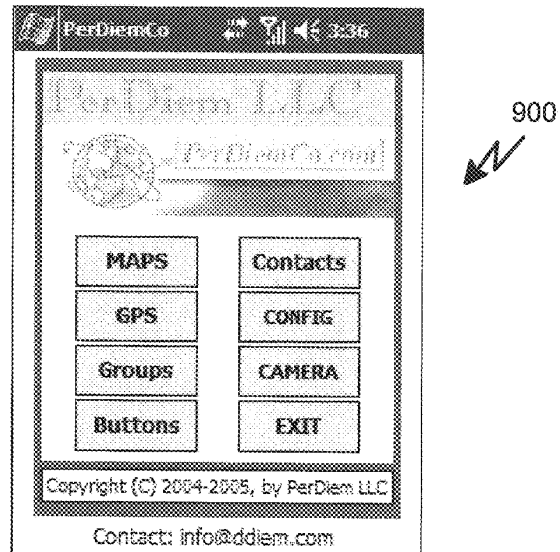 PerDiemCo 3:36
PerDiem LLC
PerDiemCo.com
900
MAPS Contacts
GPS CONFIG
Groups CAMERA
Buttons EXIT
Copyright (C) 2004-2005, by PerDiem LLC
Contact: info@ddiem.com